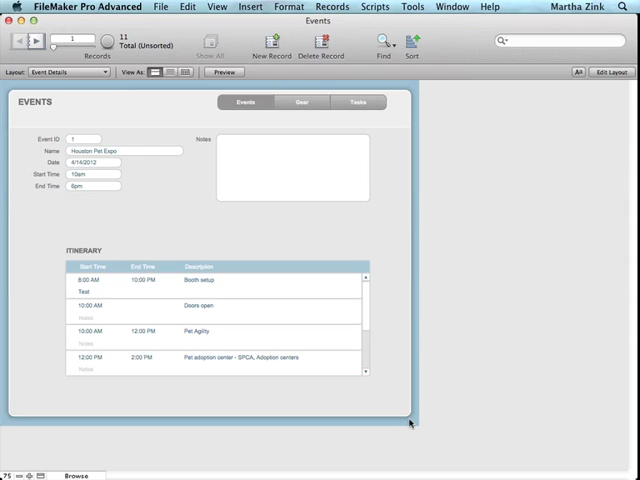 FileMaker Pro Advanced File Edit View Insert Format Records Scripts Tools Window Help Martha Zink
Events
1 11
Total (Unsorted)
Records Show All New Record Delete Record Find Sort
Layout: Event Details View As: Preview Aa Edit Layout
EVENTS Events Gear Tasks
Event ID 1 Notes
Name Houston Pet Expo
Date 4/14/2012
Start Time 10am
End Time 6pm
ITINERARY
Start Time End Time Description
8:00 AM 10:00 PM Booth setup
Test
10:00 AM Doors open
Notes
10:00 AM 12:00 PM Pet Agility
Notes
12:00 PM 2:00 PM Pet adoption center - SPCA, Adoption centers
Notes
75 Browse